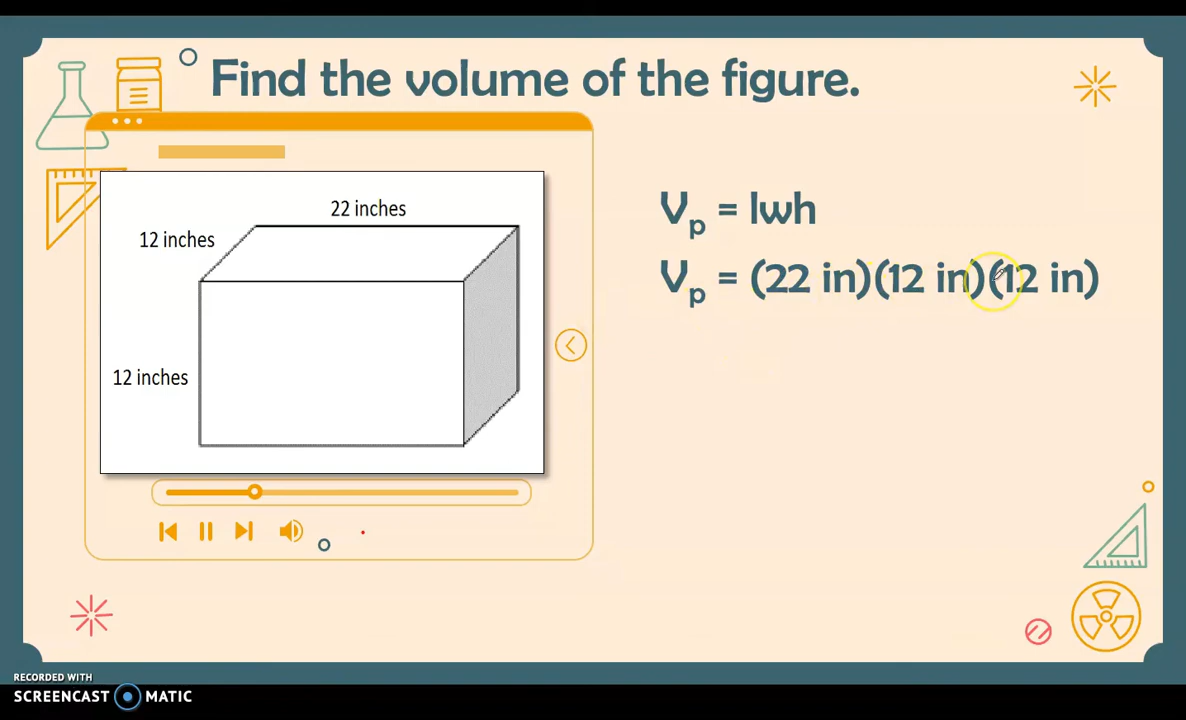 Find the volume of the figure.
22 inches
12 inches
12 inches
Vp = lwh
Vp = (22 in)(12 in)(12 in)
RECORDED WITH
SCREENCAST MATIC